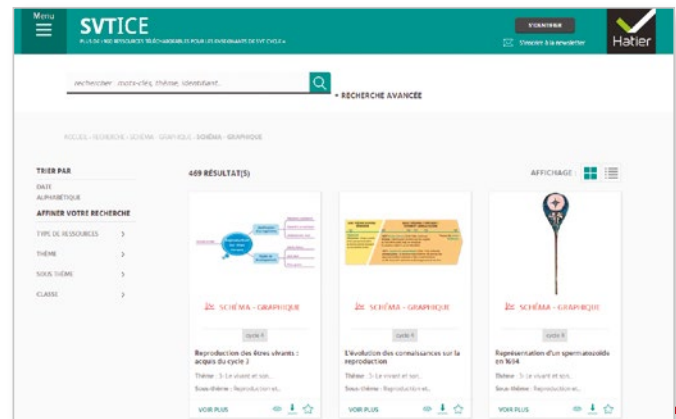 Menu
SVTICE
PLUS DE 1900 RESSOURCES TÉLÉCHARGEABLES POUR LES ENSEIGNANTS DE SVT CYCLE 4
S'IDENTIFIER
S'inscrire à la newsletter
Hatier
rechercher : mots-clés, thème, identifiant...
+ RECHERCHE AVANCÉE
ACCUEIL - RECHERCHE - SCHÉMA - GRAPHIQUE - SCHÉMA - GRAPHIQUE
TRIER PAR
DATE
ALPHABÉTIQUE
AFFINER VOTRE RECHERCHE
TYPE DE RESSOURCES
THÈME
SOUS THÈME
CLASSE
469 RÉSULTAT(S)
AFFICHAGE :
SCHÉMA - GRAPHIQUE
cycle 4
Reproduction des êtres vivants :
acquis du cycle 3
Thème : 3- Le vivant et son...
Sous-thème : Reproduction et...
VOIR PLUS
SCHÉMA - GRAPHIQUE
cycle 4
L'évolution des connaissances sur la
reproduction
Thème : 3- Le vivant et son...
Sous-thème : Reproduction et...
VOIR PLUS
SCHÉMA - GRAPHIQUE
cycle 4
Représentation d'un spermatozoïde
en 1694
Thème : 3- Le vivant et son...
Sous-thème : Reproduction et...
VOIR PLUS